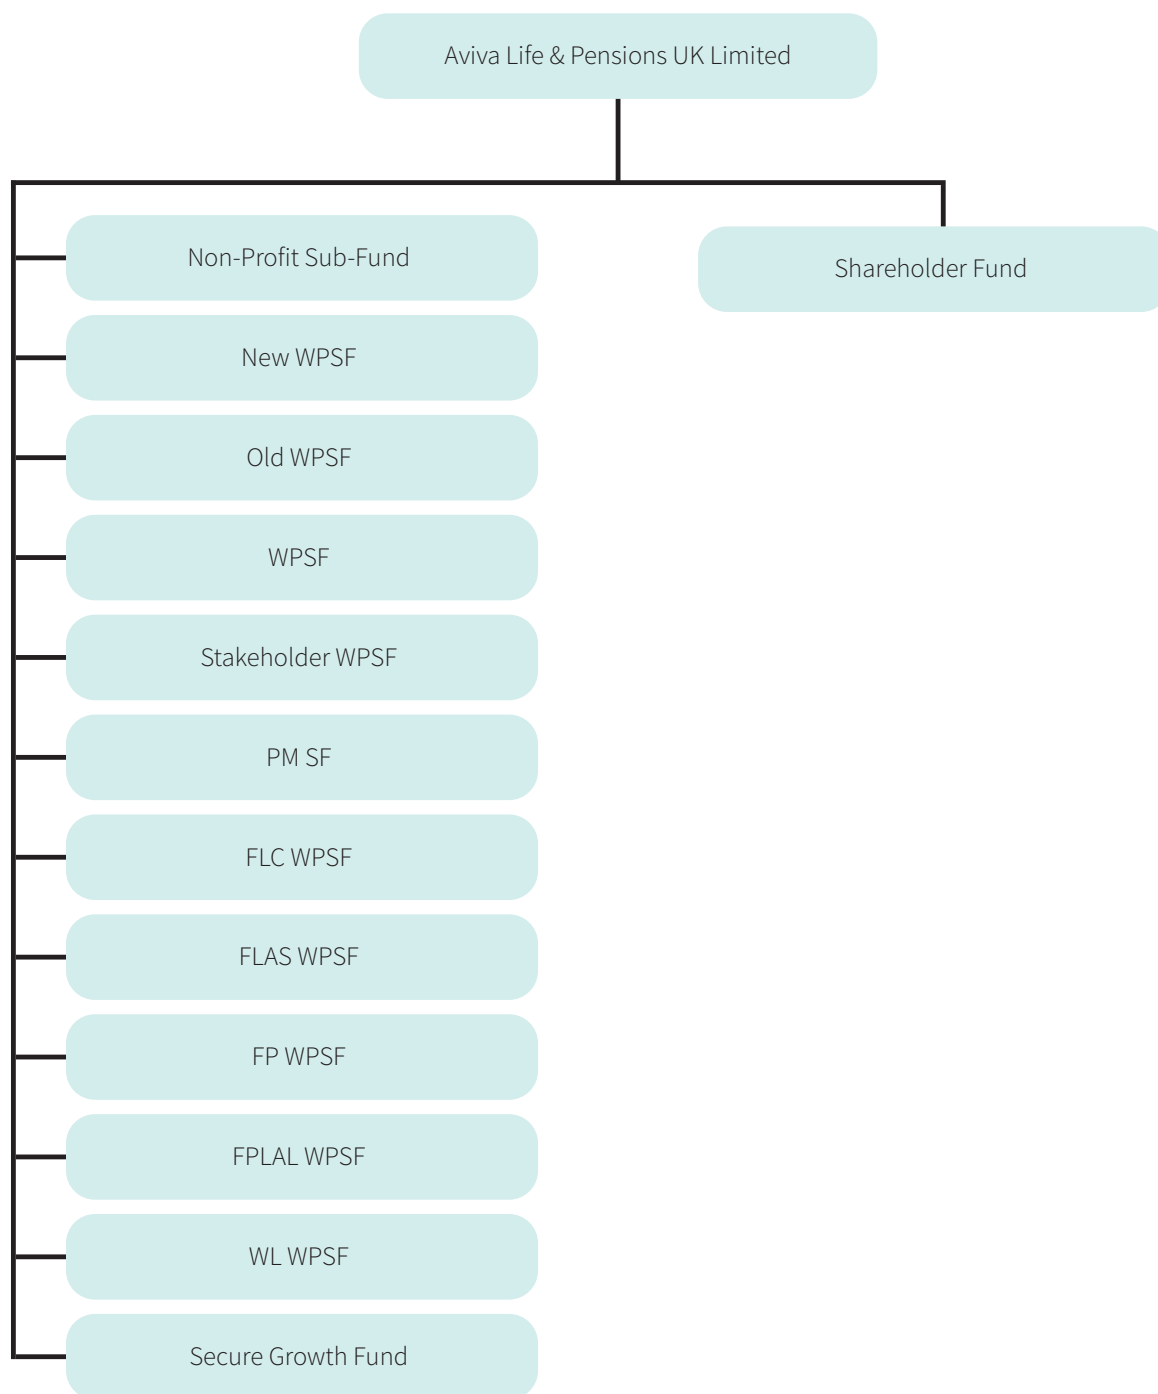 Aviva Life & Pensions UK Limited
Non-Profit Sub-Fund
Shareholder Fund
New WPSF
Old WPSF
WPSF
Stakeholder WPSF
PM SF
FLC WPSF
FLAS WPSF
FP WPSF
FPLAL WPSF
WL WPSF
Secure Growth Fund